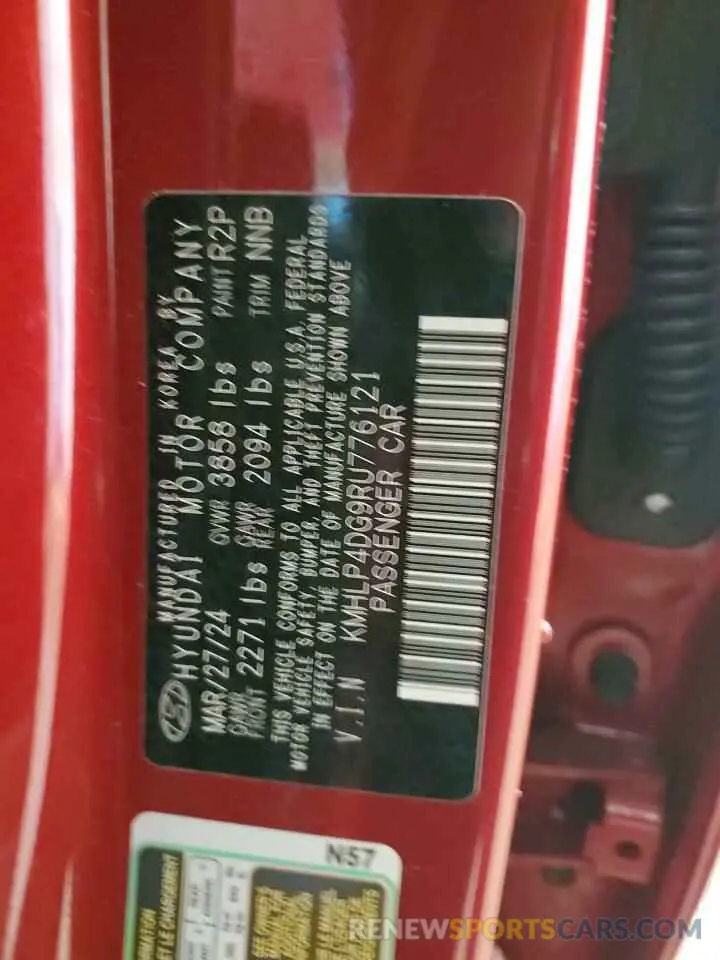 MANUFACTURED IN KOREA BY
HYUNDAI MOTOR COMPANY
MAR/27/24 GVWR 3858 lbs PAINT R2P
GAWR FRONT 2271 lbs GAWR REAR 2094 lbs TRIM NNB
THIS VEHICLE CONFORMS TO ALL APPLICABLE U.S.A. FEDERAL
MOTOR VEHICLE SAFETY, BUMPER, AND THEFT PREVENTION STANDARDS
IN EFFECT ON THE DATE OF MANUFACTURE SHOWN ABOVE
V.I.N KMHLP4DG9RU776121
PASSENGER CAR
N57
RENEWSPORTSCARS.COM